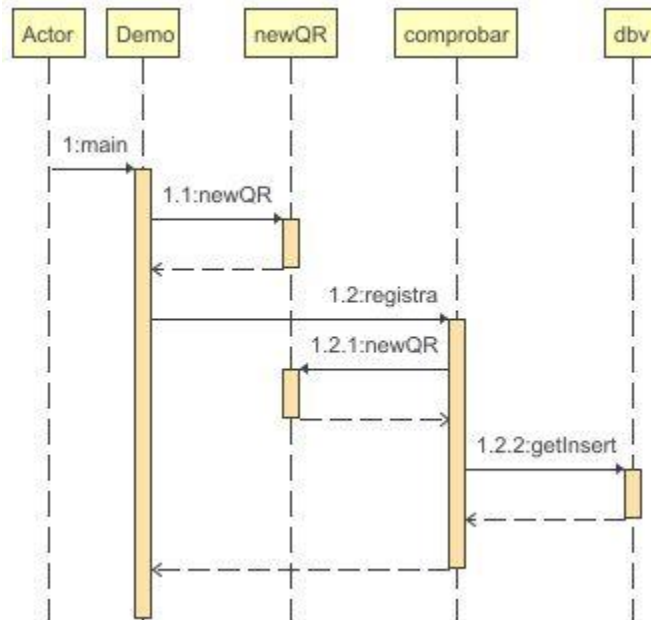 Actor
Demo
newQR
comprobar
dbv
1:main
1.1:newQR
1.2:registra
1.2.1:newQR
1.2.2:getInsert